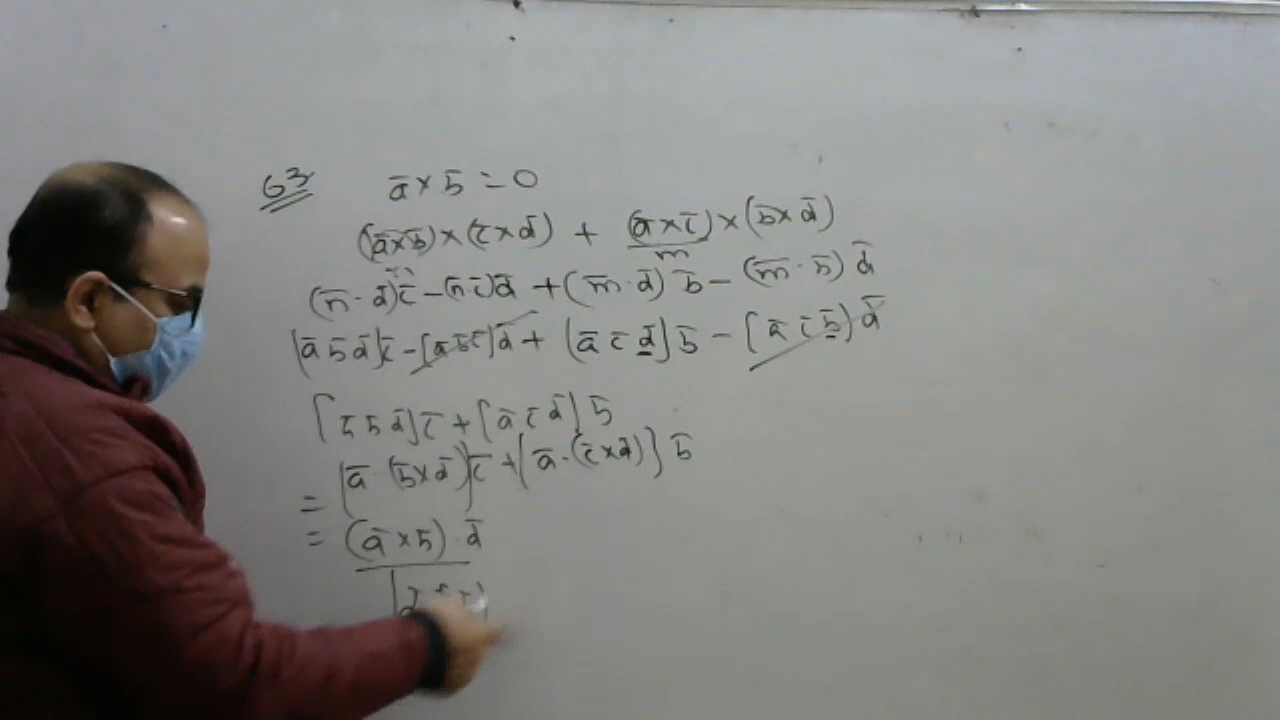 63 a̅ × b̅ = 0
(a̅×b̅)×(c̅×d̅) + (a̅×c̅)×(b̅×d̅)
m
(n̅·d̅)c̅ - (n̅ c̅)d̅ + (m̅·d̅) b̅ - (m̅·b̅) d̅
[a̅ b̅ d̅]c̅ - [a̅ b̅ c̅]d̅ + [a̅ c̅ d̅] b̅ - [a̅ c̅ b̅) d̅
[a̅ b̅ d̅]c̅ + [a̅ c̅ d̅] b̅
= [a̅·(b̅×d̅)]c̅ + [a̅·(c̅×d̅)} b̅
= (a̅×b̅)·d̅